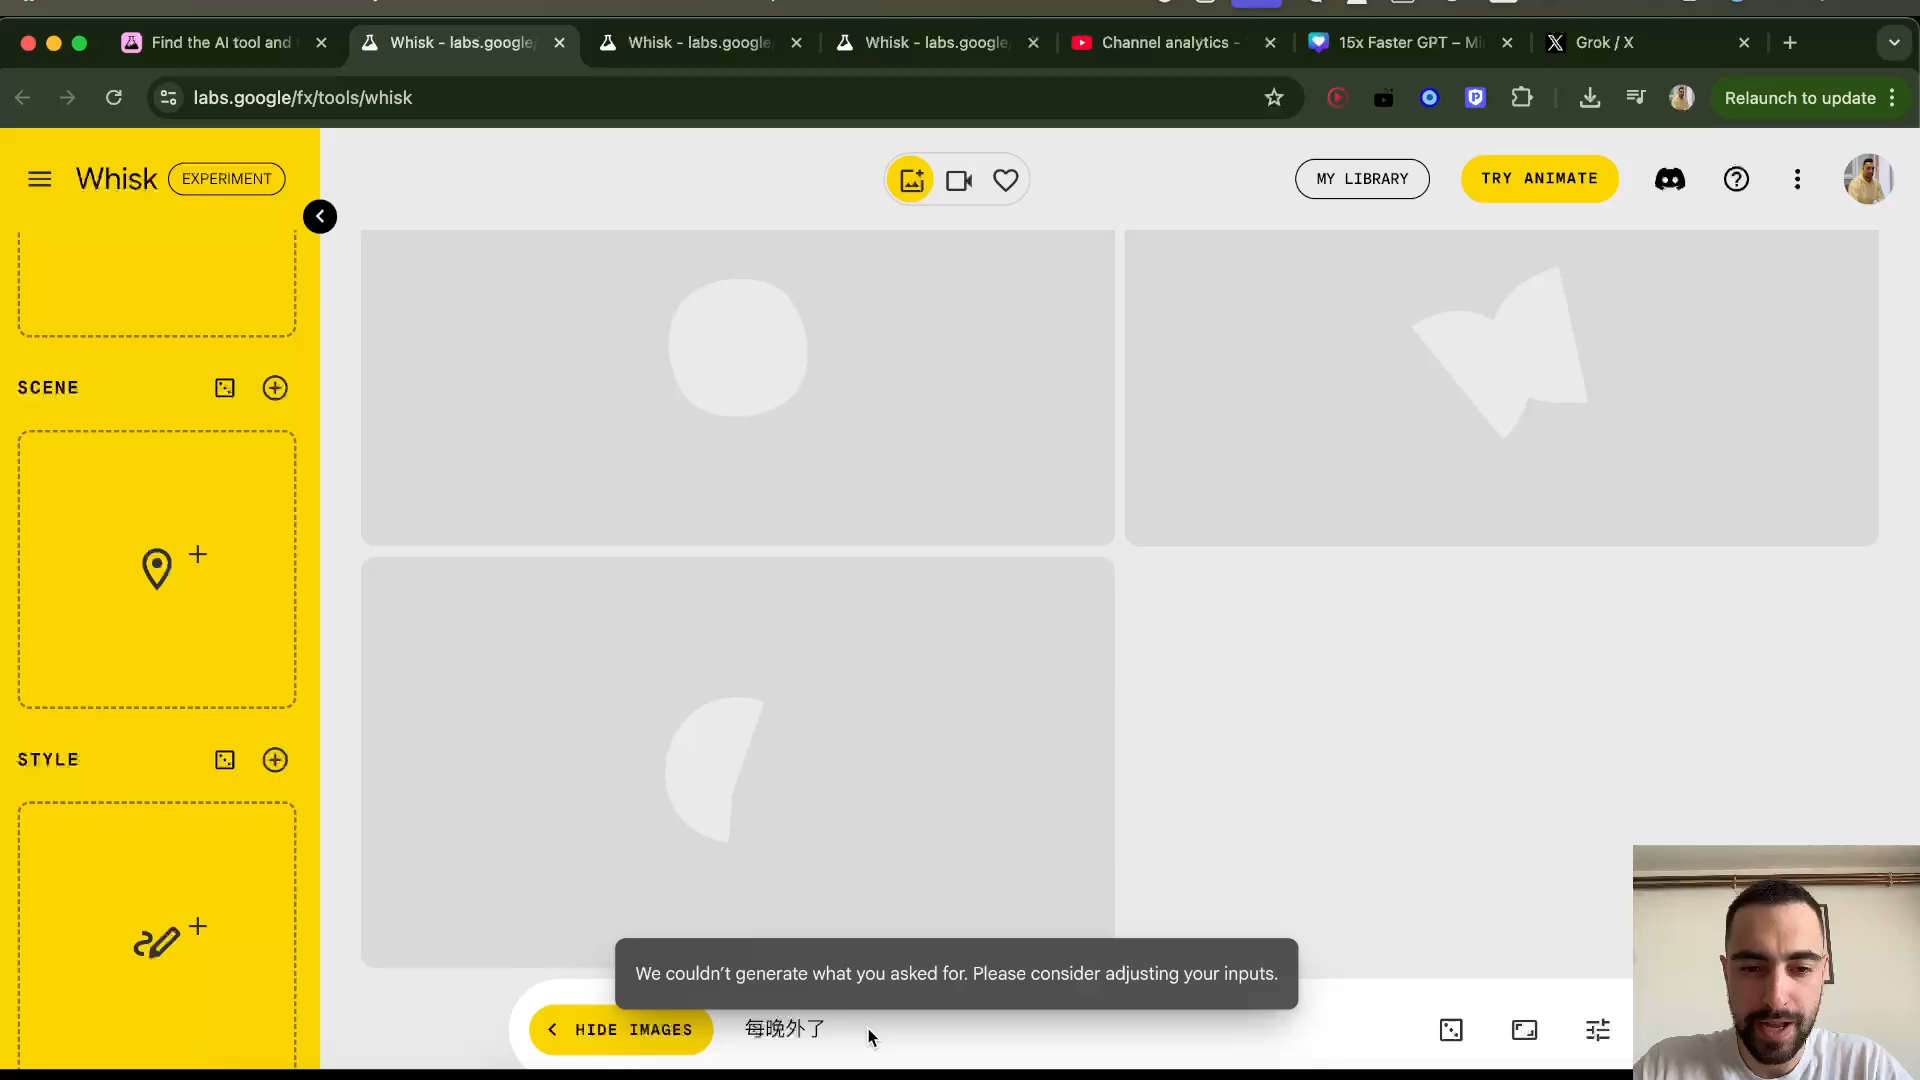 Find the AI tool and
Whisk - labs.google/
Whisk - labs.google,
Whisk - labs.google,
Channel analytics -
15x Faster GPT – Mi
Grok / X
labs.google/fx/tools/whisk
Relaunch to update
Whisk
EXPERIMENT
MY LIBRARY
TRY ANIMATE
SCENE
STYLE
We couldn’t generate what you asked for. Please consider adjusting your inputs.
HIDE IMAGES
每晚外了